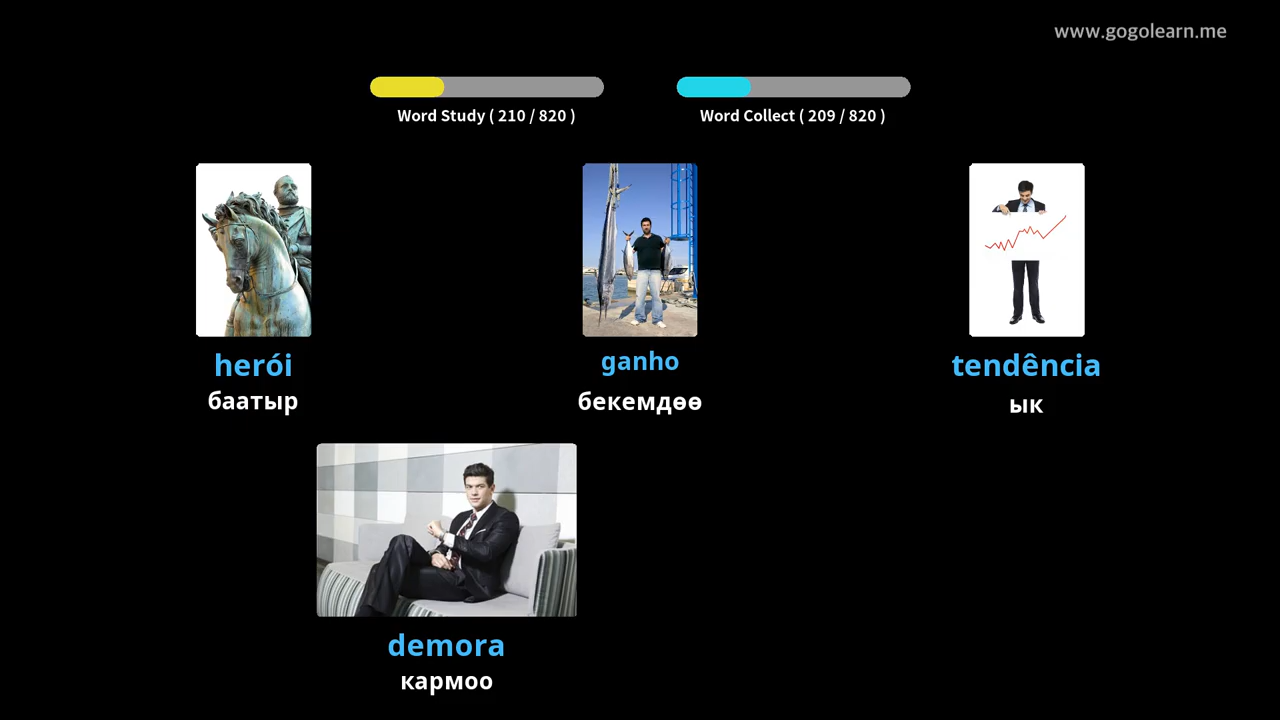 www.gogolearn.me
Word Study ( 210 / 820 )
Word Collect ( 209 / 820 )
herói
баатыр
ganho
бекемдөө
tendência
ык
demora
кармоо